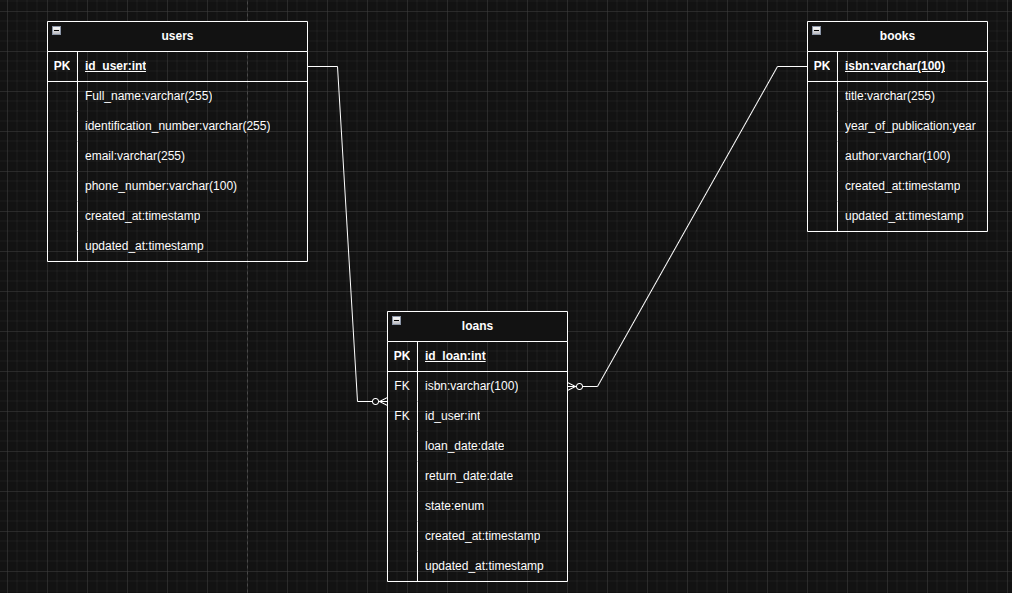 users
PK id_user:int
Full_name:varchar(255)
identification_number:varchar(255)
email:varchar(255)
phone_number:varchar(100)
created_at:timestamp
updated_at:timestamp
books
PK isbn:varchar(100)
title:varchar(255)
year_of_publication:year
author:varchar(100)
created_at:timestamp
updated_at:timestamp
loans
PK id_loan:int
FK isbn:varchar(100)
FK id_user:int
loan_date:date
return_date:date
state:enum
created_at:timestamp
updated_at:timestamp